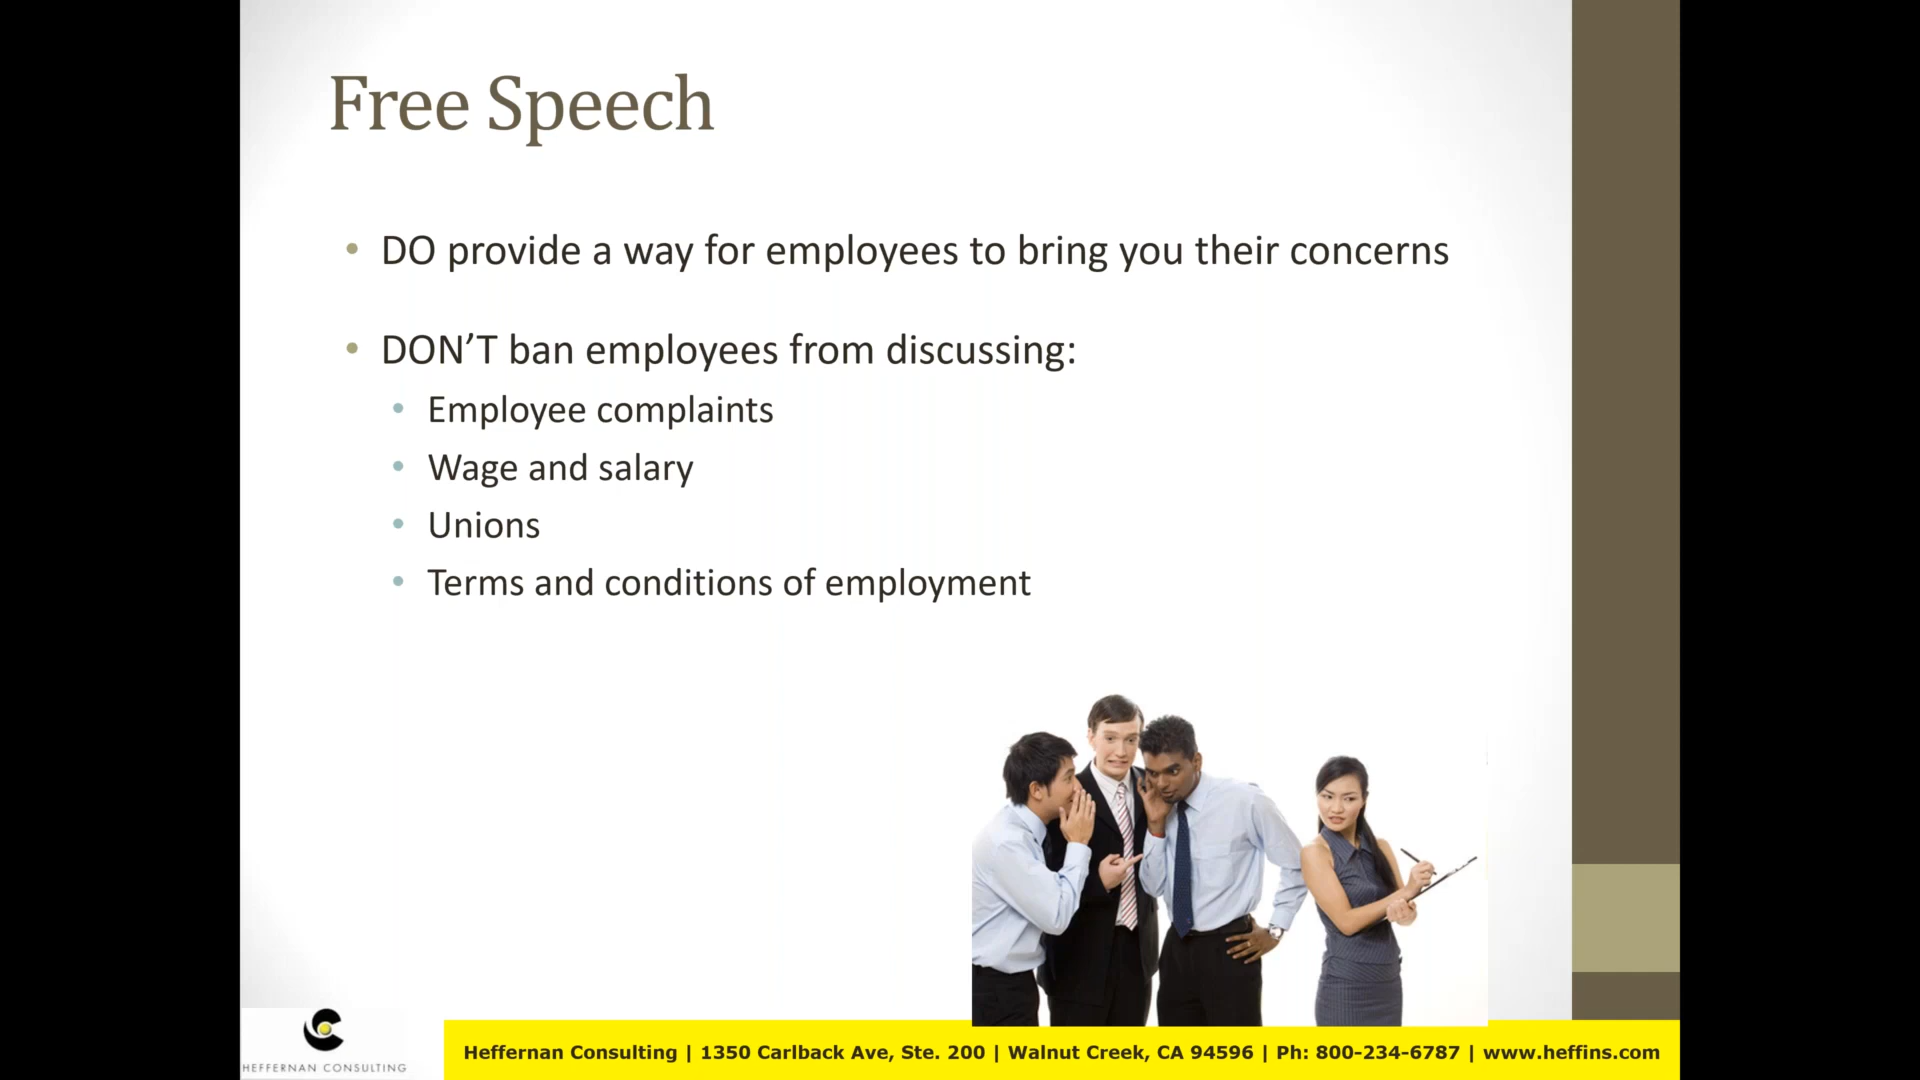 Free Speech
• DO provide a way for employees to bring you their concerns
• DON’T ban employees from discussing:
• Employee complaints
• Wage and salary
• Unions
• Terms and conditions of employment
HEFFERNAN CONSULTING
Heffernan Consulting | 1350 Carlback Ave, Ste. 200 | Walnut Creek, CA 94596 | Ph: 800-234-6787 | www.heffins.com